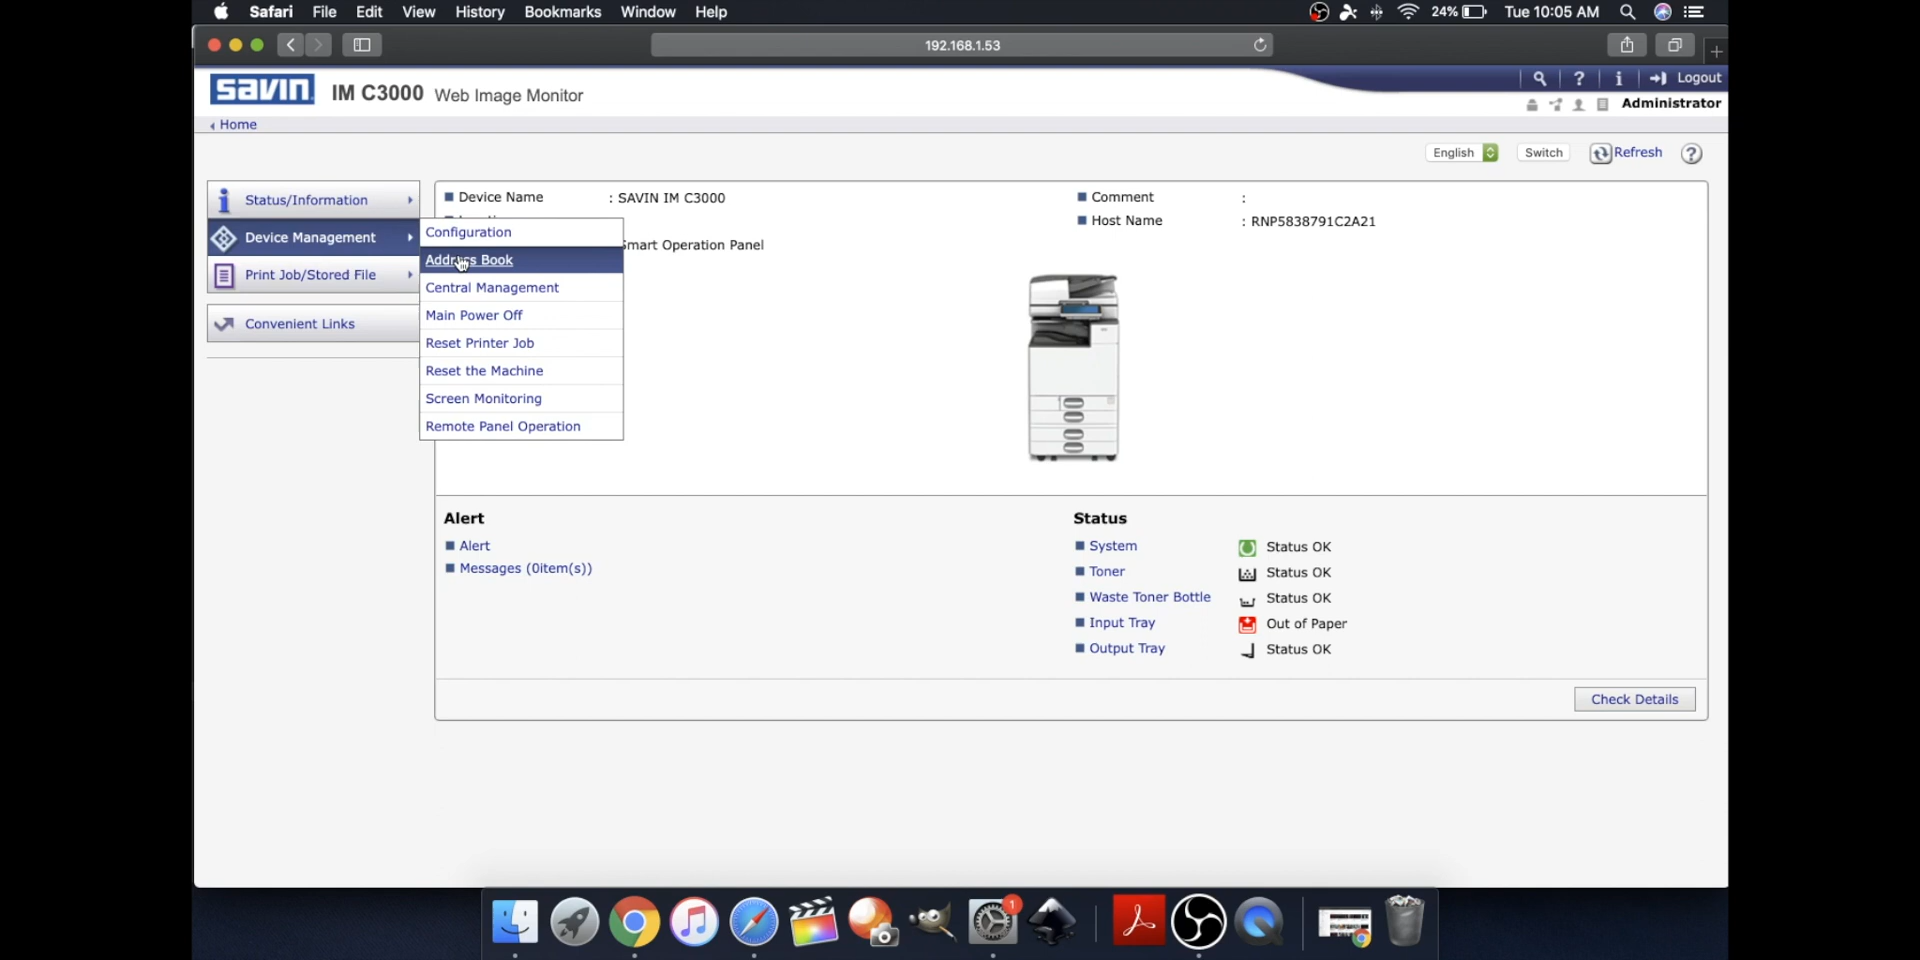 Safari File Edit View History Bookmarks Window Help 24% Tue 10:05 AM
192.168.1.53
SAVIN IM C3000 Web Image Monitor
? i Logout
Administrator
Home
English Switch Refresh ?
Status/Information
Device Management
Print Job/Stored File
Convenient Links
Configuration
Address Book
Central Management
Main Power Off
Reset Printer Job
Reset the Machine
Screen Monitoring
Remote Panel Operation
Device Name : SAVIN IM C3000
Smart Operation Panel
Comment :
Host Name : RNP5838791C2A21
Alert
Alert
Messages (0item(s))
Status
System Status OK
Toner Status OK
Waste Toner Bottle Status OK
Input Tray Out of Paper
Output Tray Status OK
Check Details
1